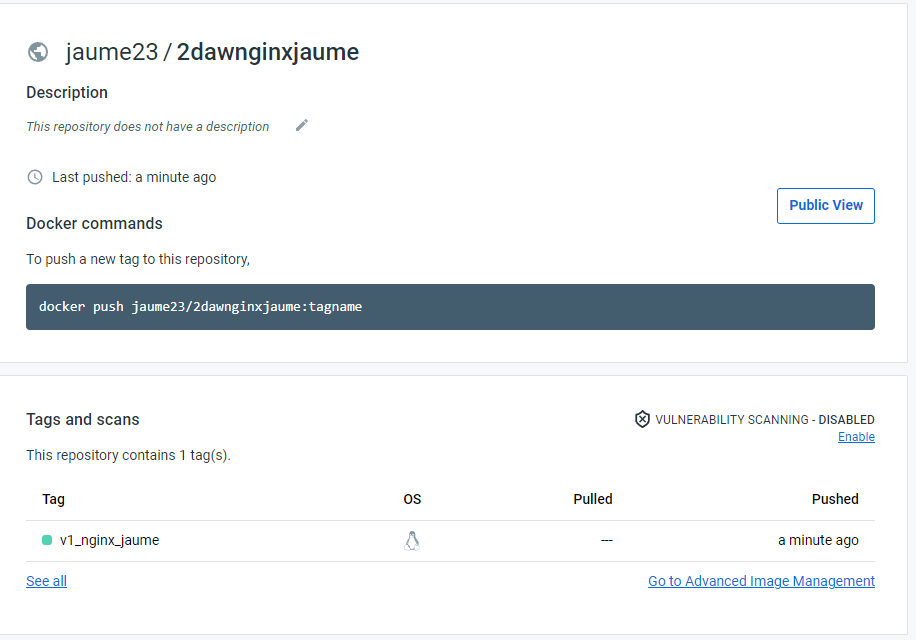 jaume23 / 2dawnginxjaume
Description
This repository does not have a description
Last pushed: a minute ago
Public View
Docker commands
To push a new tag to this repository,
docker push jaume23/2dawnginxjaume:tagname
Tags and scans
VULNERABILITY SCANNING - DISABLED
Enable
This repository contains 1 tag(s).
Tag OS Pulled Pushed
v1_nginx_jaume --- a minute ago
See all Go to Advanced Image Management